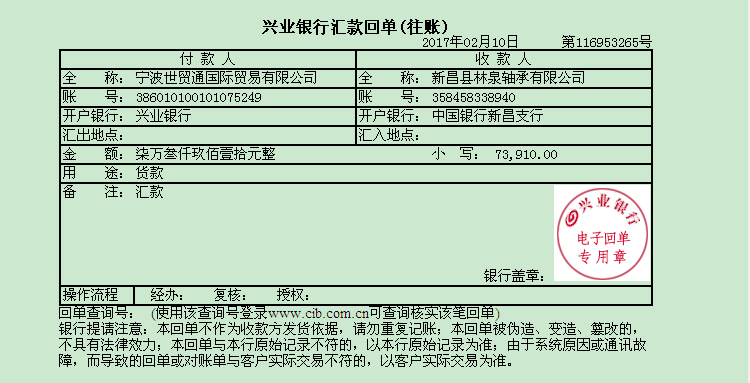 兴业银行汇款回单(往账)
2017年02月10日 第116953265号
付 款 人 收 款 人
全 称: 宁波世贸通国际贸易有限公司 全 称: 新昌县林泉轴承有限公司
账 号: 386010100101075249 账 号: 358458338940
开户银行: 兴业银行 开户银行: 中国银行新昌支行
汇出地点: 汇入地点:
金 额: 柒万叁仟玖佰壹拾元整 小 写: 73,910.00
用 途: 货款
备 注: 汇款
兴业银行
电子回单
专用章
银行盖章:
操作流程 经办: 复核: 授权:
回单查询号: (使用该查询号登录www.cib.com.cn可查询核实该笔回单)
银行提请注意: 本回单不作为收款方发货依据, 请勿重复记账; 本回单被伪造、变造、篡改的,
不具有法律效力; 本回单与本行原始记录不符的, 以本行原始记录为准; 由于系统原因或通讯故
障, 而导致的回单或对账单与客户实际交易不符的, 以客户实际交易为准。